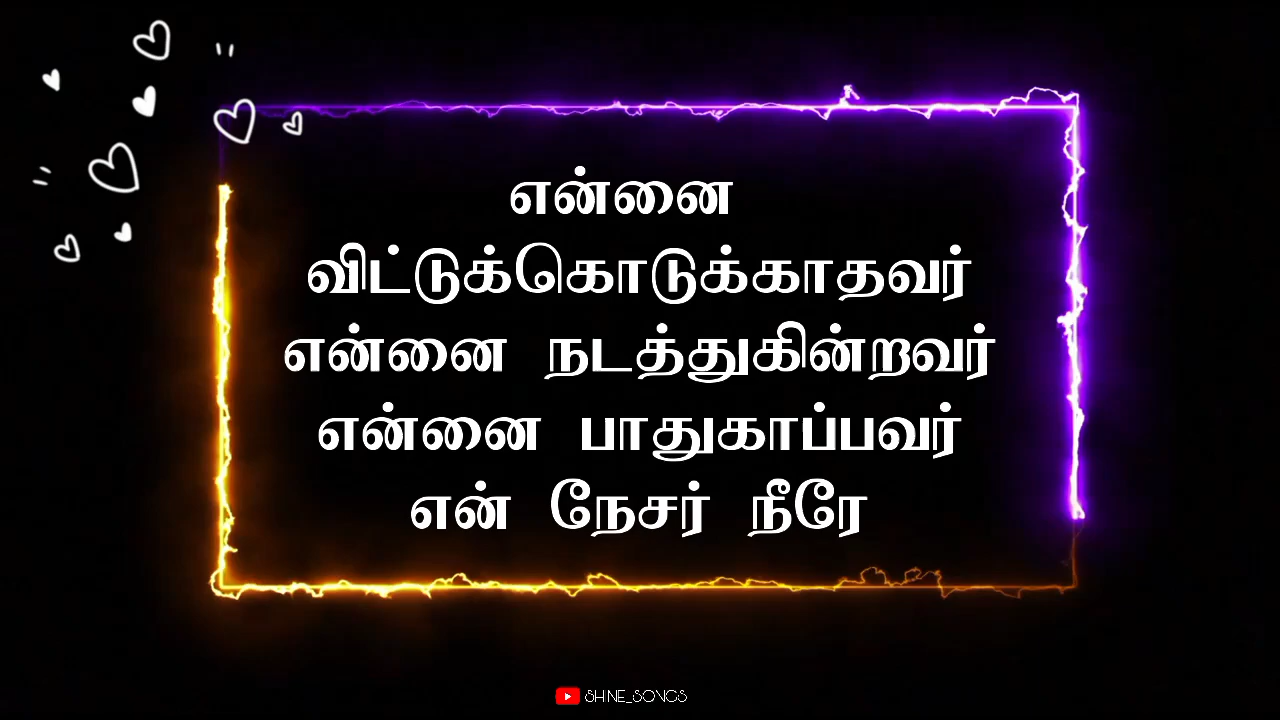 என்னை
விட்டுக்கொடுக்காதவர்
என்னை நடத்துகின்றவர்
என்னை பாதுகாப்பவர்
என் நேசர் நீரே
SHINE_SONGS